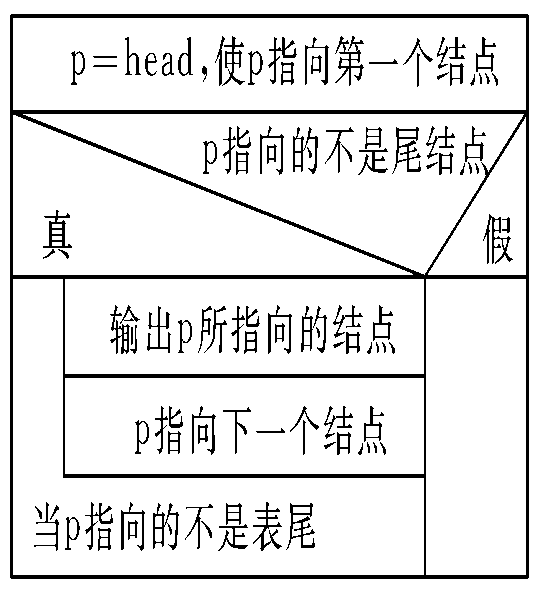 p=head,使p指向第一个结点
p指向的不是尾结点
真
假
输出p所指向的结点
p指向下一个结点
当p指向的不是表尾